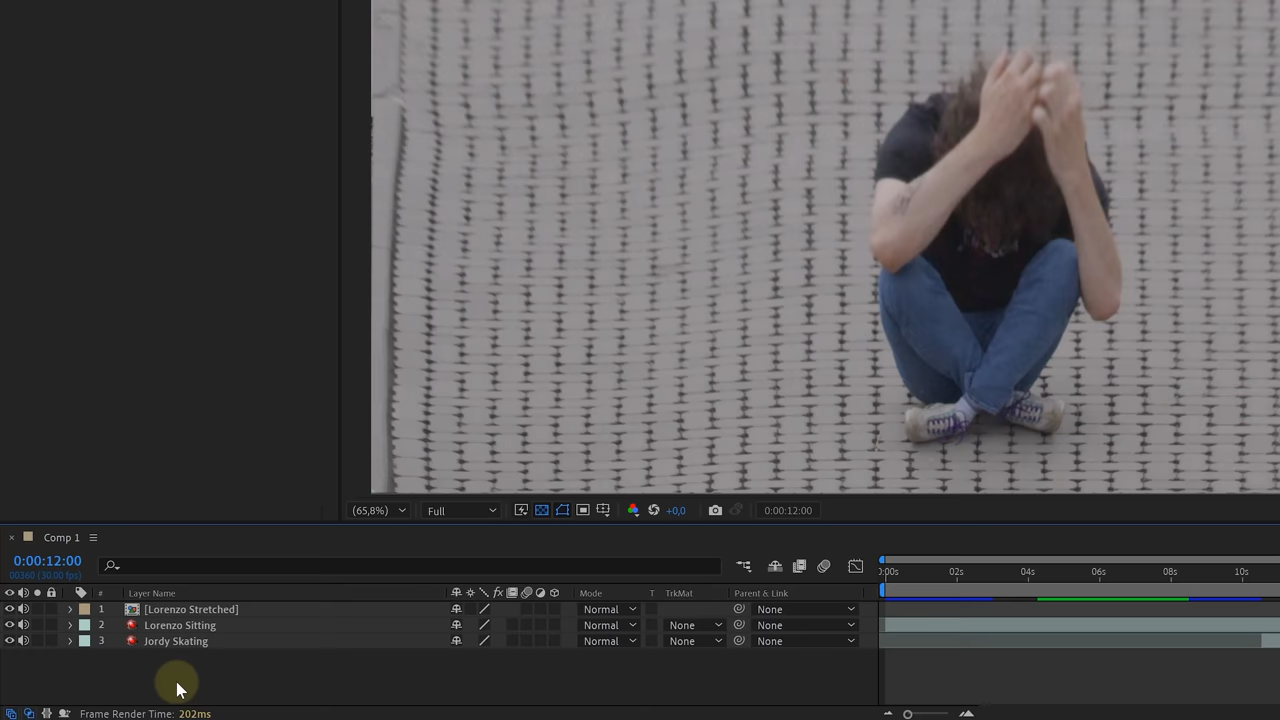 (65,8%) Full +0,0 0:00:12:00
× Comp 1
0:00:12:00
00360 (30.00 fps)
:00s 02s 04s 06s 08s 10s
# Layer Name Mode T TrkMat Parent & Link
1 [Lorenzo Stretched] Normal None
2 Lorenzo Sitting Normal None None
3 Jordy Skating Normal None None
Frame Render Time: 202ms